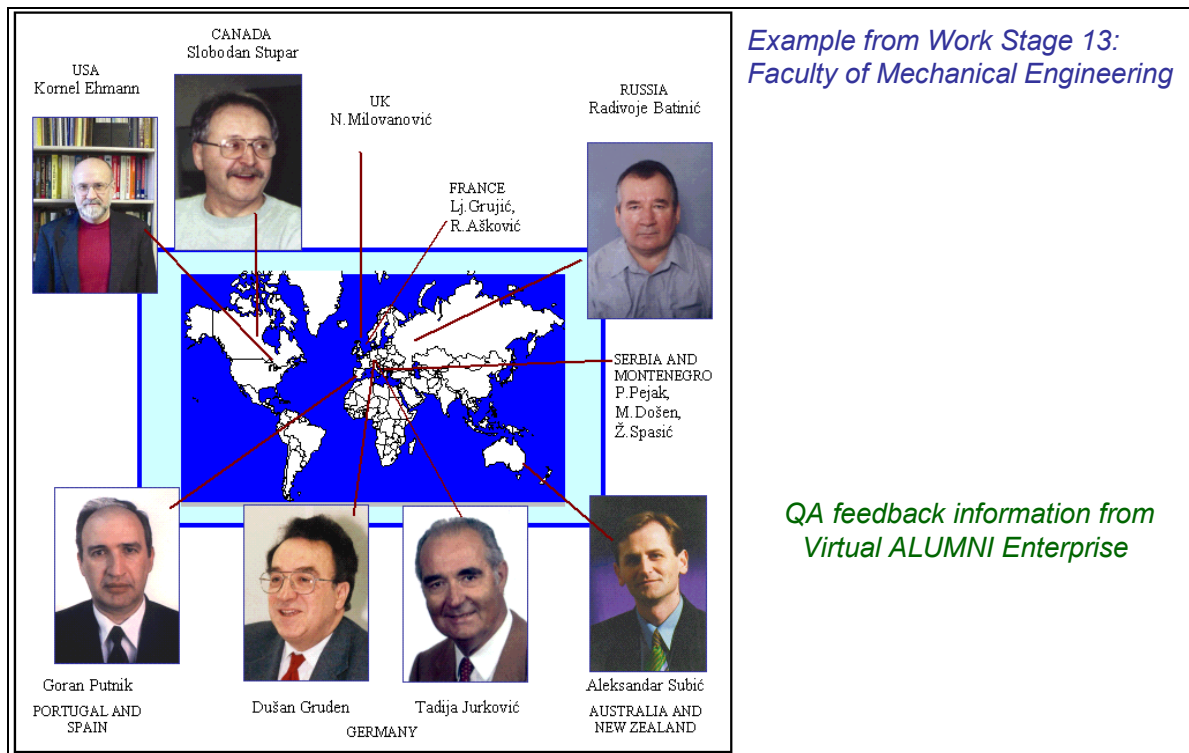 CANADA
Slobodan Stupar
USA
Kornel Ehmann
UK
N.Milovanović
RUSSIA
Radivoje Batinić
FRANCE
Lj.Grujić,
R.Ašković
SERBIA AND
MONTENEGRO
P.Pejak,
M.Došen,
Ž.Spasić
Goran Putnik
PORTUGAL AND
SPAIN
Dušan Gruden
Tadija Jurković
GERMANY
Aleksandar Subić
AUSTRALIA AND
NEW ZEALAND
Example from Work Stage 13:
Faculty of Mechanical Engineering
QA feedback information from
Virtual ALUMNI Enterprise